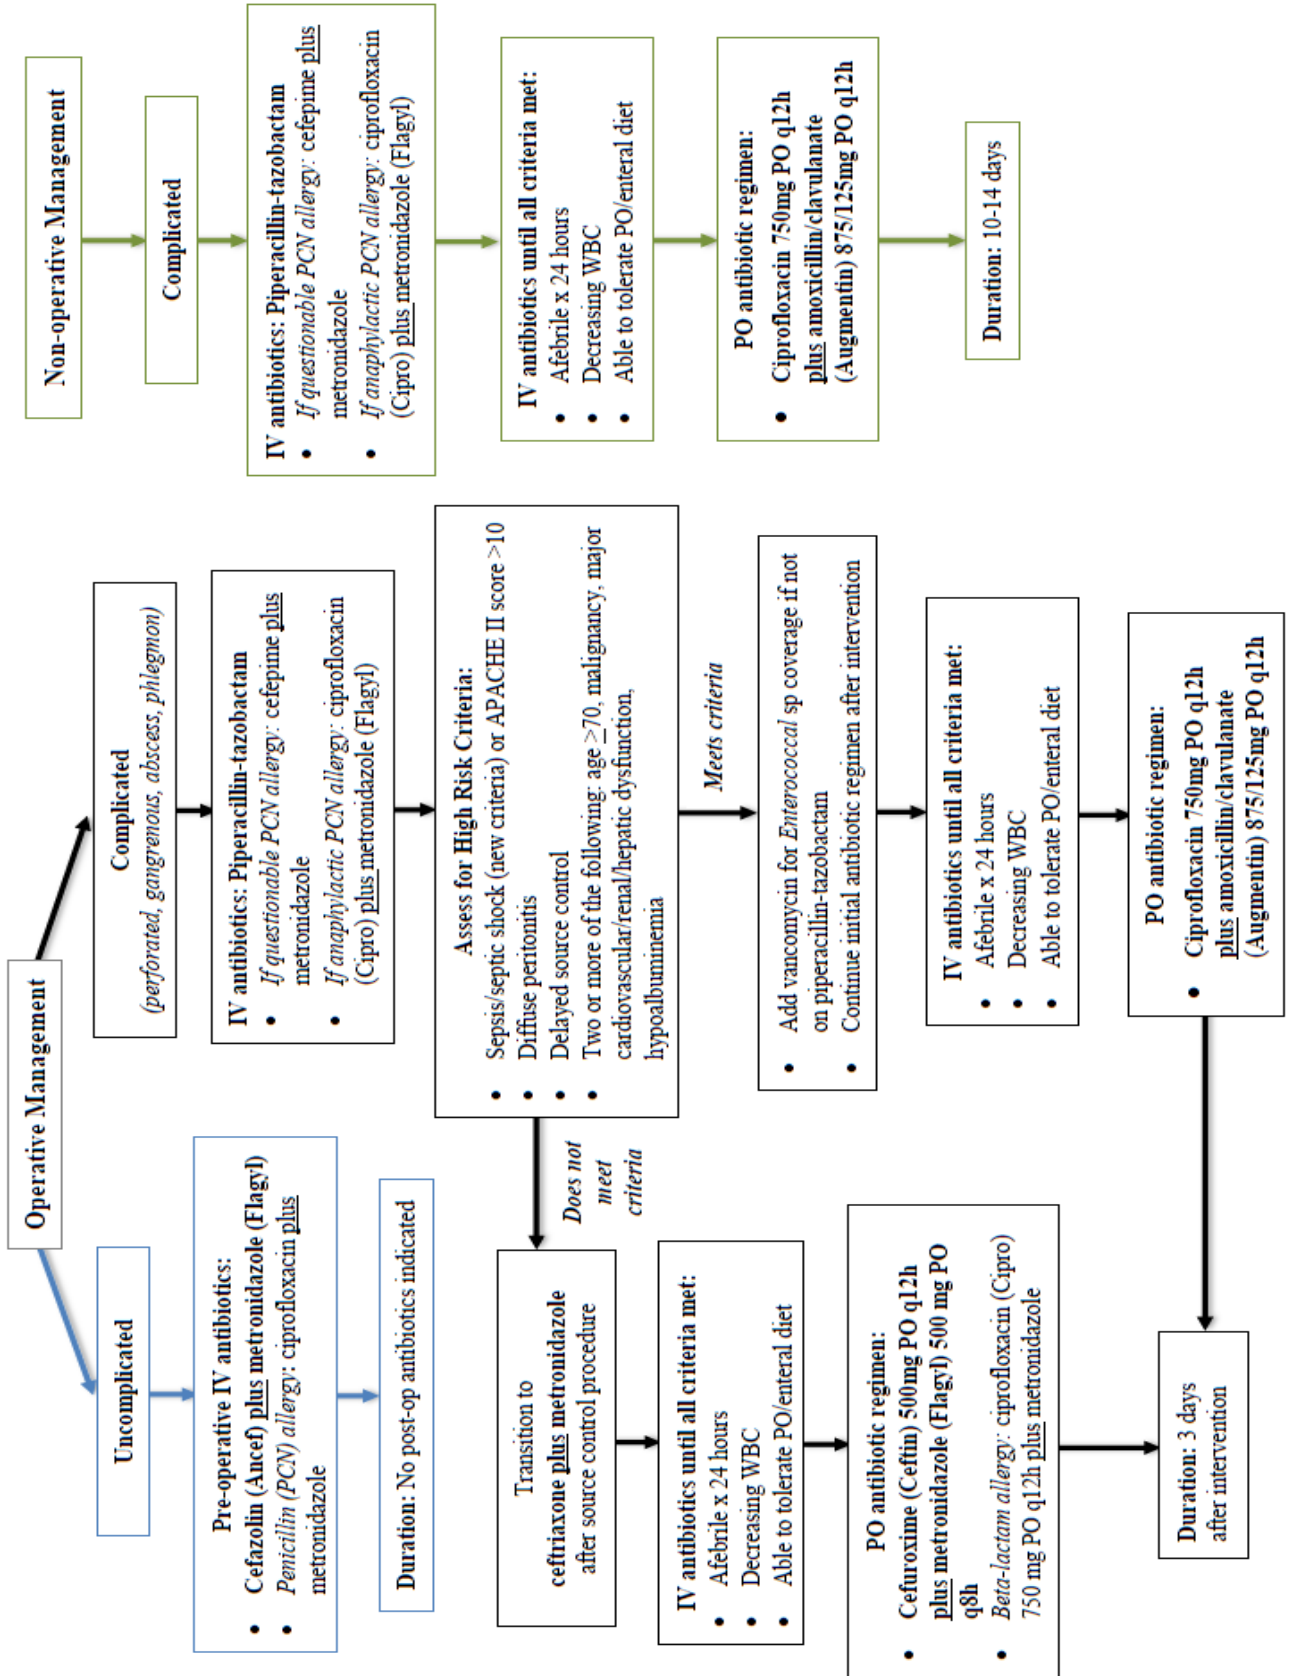 Operative Management
Uncomplicated
Pre-operative IV antibiotics:
• Cefazolin (Ancef) plus metronidazole (Flagyl)
• Penicillin (PCN) allergy: ciprofloxacin plus
metronidazole
Duration: No post-op antibiotics indicated
Complicated
(perforated, gangrenous, abscess, phlegmon)
IV antibiotics: Piperacillin-tazobactam
• If questionable PCN allergy: cefepime plus
metronidazole
• If anaphylactic PCN allergy: ciprofloxacin
(Cipro) plus metronidazole (Flagyl)
Assess for High Risk Criteria:
• Sepsis/septic shock (new criteria) or APACHE II score >10
• Diffuse peritonitis
• Delayed source control
• Two or more of the following: age ≥70, malignancy, major
cardiovascular/renal/hepatic dysfunction,
hypoalbuminemia
Does not
meet
criteria
Transition to
ceftriaxone plus metronidazole
after source control procedure
IV antibiotics until all criteria met:
• Afebrile x 24 hours
• Decreasing WBC
• Able to tolerate PO/enteral diet
PO antibiotic regimen:
• Cefuroxime (Ceftin) 500mg PO q12h
plus metronidazole (Flagyl) 500 mg PO
q8h
• Beta-lactam allergy: ciprofloxacin (Cipro)
750 mg PO q12h plus metronidazole
Duration: 3 days
after intervention
Meets criteria
• Add vancomycin for Enterococcal sp coverage if not
on piperacillin-tazobactam
• Continue initial antibiotic regimen after intervention
IV antibiotics until all criteria met:
• Afebrile x 24 hours
• Decreasing WBC
• Able to tolerate PO/enteral diet
PO antibiotic regimen:
• Ciprofloxacin 750mg PO q12h
plus amoxicillin/clavulanate
(Augmentin) 875/125mg PO q12h
Non-operative Management
Complicated
IV antibiotics: Piperacillin-tazobactam
• If questionable PCN allergy: cefepime plus
metronidazole
• If anaphylactic PCN allergy: ciprofloxacin
(Cipro) plus metronidazole (Flagyl)
IV antibiotics until all criteria met:
• Afebrile x 24 hours
• Decreasing WBC
• Able to tolerate PO/enteral diet
PO antibiotic regimen:
• Ciprofloxacin 750mg PO q12h
plus amoxicillin/clavulanate
(Augmentin) 875/125mg PO q12h
Duration: 10-14 days